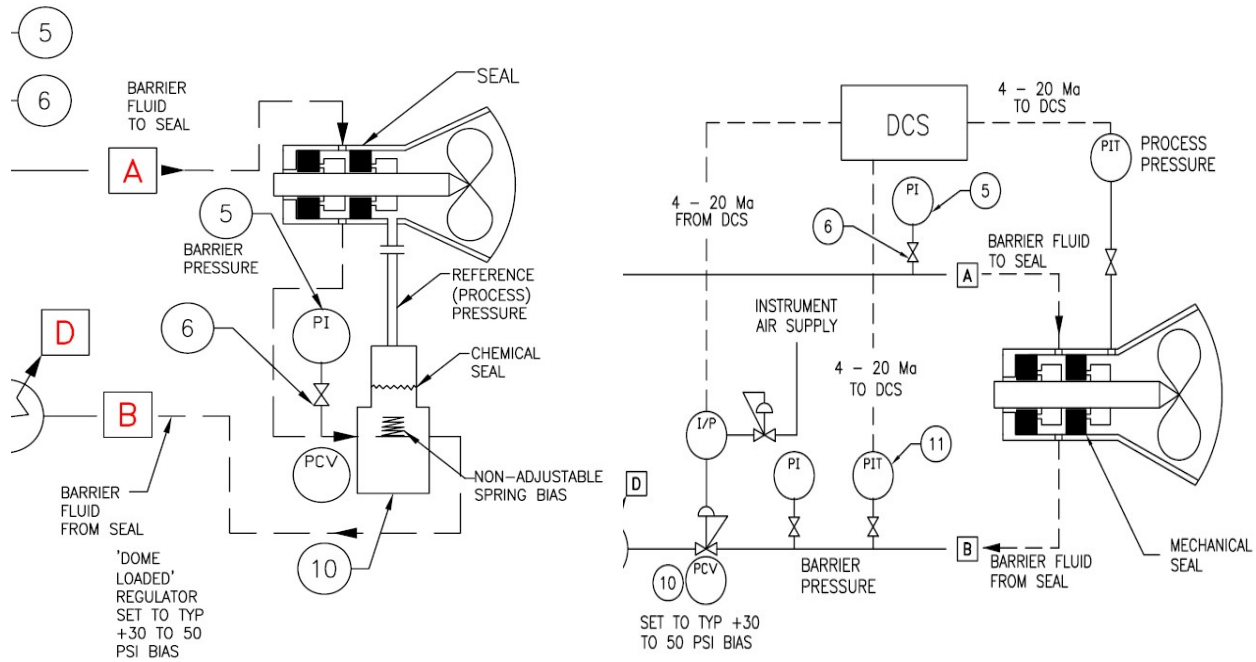 5
6
BARRIER
FLUID
TO SEAL
A
SEAL
5
BARRIER
PRESSURE
REFERENCE
(PROCESS)
PRESSURE
D
6
PI
CHEMICAL
SEAL
B
PCV
NON-ADJUSTABLE
SPRING BIAS
BARRIER
FLUID
FROM SEAL
10
'DOME
LOADED'
REGULATOR
SET TO TYP
+30 TO 50
PSI BIAS
4 - 20 Ma
TO DCS
DCS
PIT
PROCESS
PRESSURE
4 - 20 Ma
FROM DCS
PI
5
6
BARRIER FLUID
TO SEAL
A
INSTRUMENT
AIR SUPPLY
4 - 20 Ma
TO DCS
I/P
D
PI
PIT
11
B
BARRIER
PRESSURE
BARRIER FLUID
FROM SEAL
MECHANICAL
SEAL
10
PCV
SET TO TYP +30
TO 50 PSI BIAS